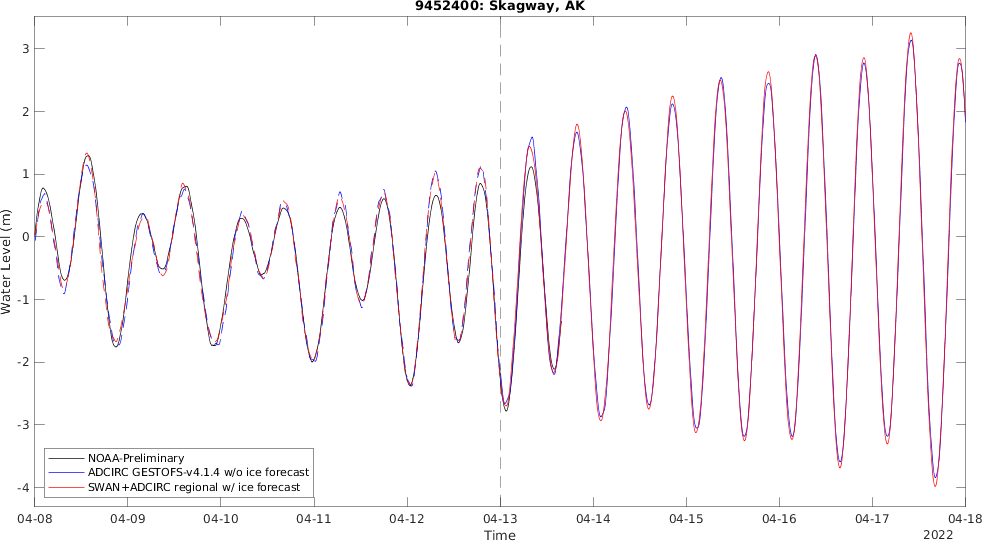 9452400: Skagway, AK
3
2
1
0
-1
-2
-3
-4
Water Level (m)
NOAA-Preliminary
ADCIRC GESTOFS-v4.1.4 w/o ice forecast
SWAN+ADCIRC regional w/ ice forecast
04-08 04-09 04-10 04-11 04-12 04-13 04-14 04-15 04-16 04-17 04-18
Time
2022